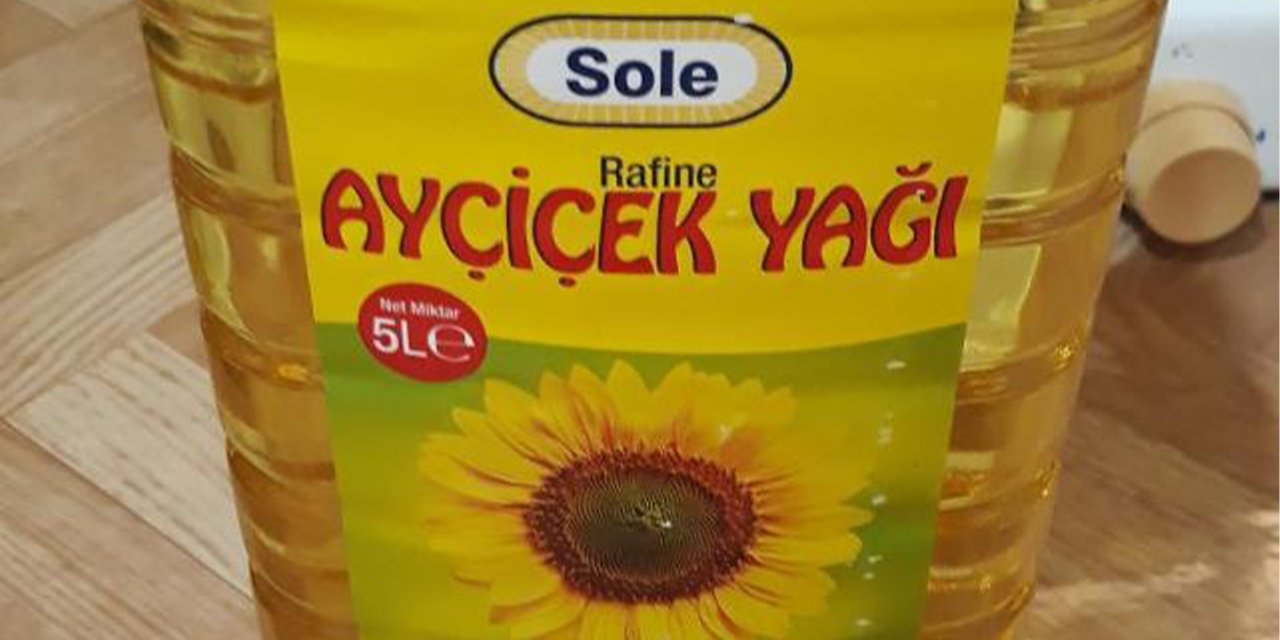 Sole
Rafine
AYÇİÇEK YAĞI
Net Miktar
5L℮